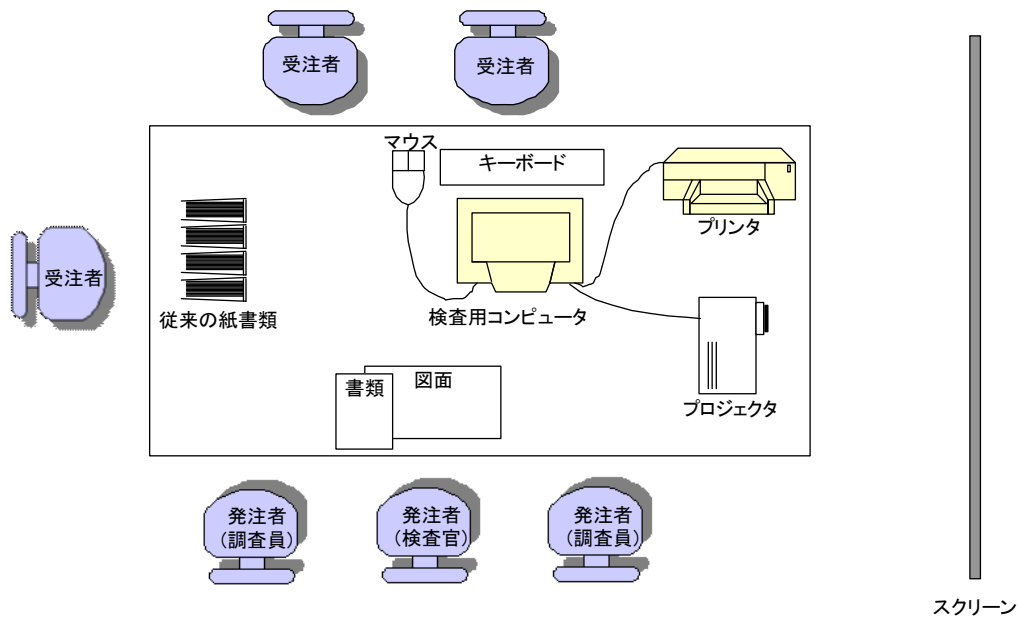 受注者
受注者
マウス
キーボード
プリンタ
受注者
従来の紙書類
検査用コンピュータ
書類
図面
プロジェクタ
発注者
(調査員)
発注者
(検査官)
発注者
(調査員)
スクリーン